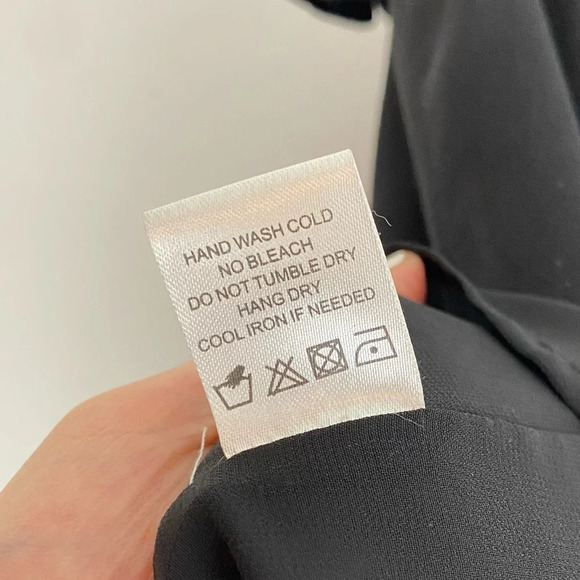 HAND WASH COLD
NO BLEACH
DO NOT TUMBLE DRY
HANG DRY
COOL IRON IF NEEDED